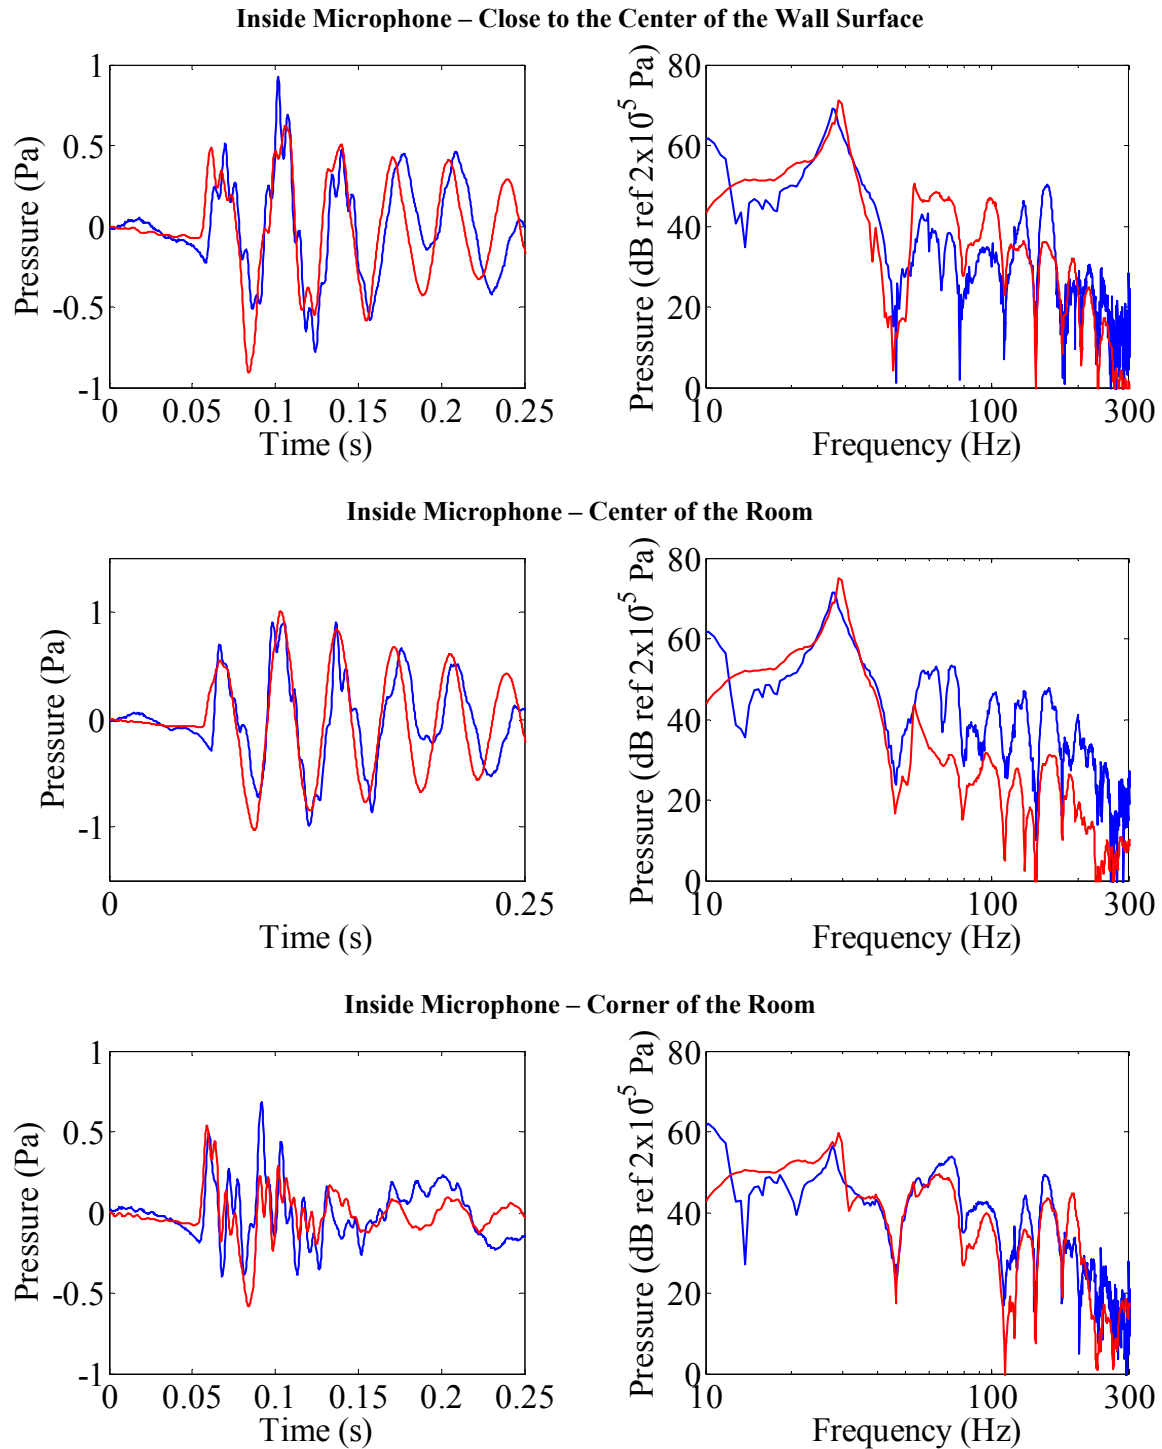 Inside Microphone – Close to the Center of the Wall Surface
Pressure (Pa)
1
0.5
0
-0.5
-1
0 0.05 0.1 0.15 0.2 0.25
Time (s)
Pressure (dB ref 2x10⁻⁵ Pa)
80
60
40
20
0
10 100 300
Frequency (Hz)
Inside Microphone – Center of the Room
Pressure (Pa)
1
0
-1
0 0.25
Time (s)
Pressure (dB ref 2x10⁻⁵ Pa)
80
60
40
20
0
10 100 300
Frequency (Hz)
Inside Microphone – Corner of the Room
Pressure (Pa)
1
0.5
0
-0.5
-1
0 0.05 0.1 0.15 0.2 0.25
Time (s)
Pressure (dB ref 2x10⁻⁵ Pa)
80
60
40
20
0
10 100 300
Frequency (Hz)